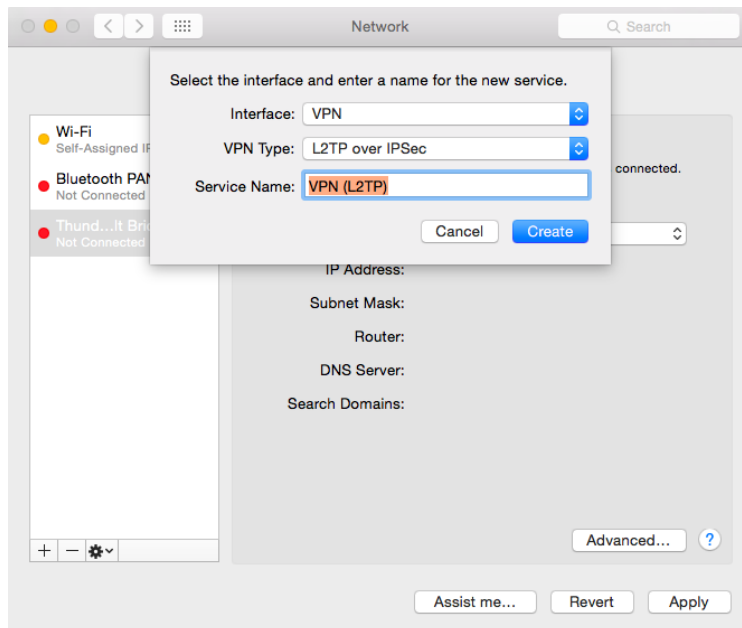 Network
Search
Select the interface and enter a name for the new service.
Interface: VPN
VPN Type: L2TP over IPSec
Service Name: VPN (L2TP)
Cancel Create
Wi-Fi
Self-Assigned
Bluetooth
Not Connected
Thund...lt
Not Connected
connected.
IP Address:
Subnet Mask:
Router:
DNS Server:
Search Domains:
Advanced... ?
Assist me... Revert Apply